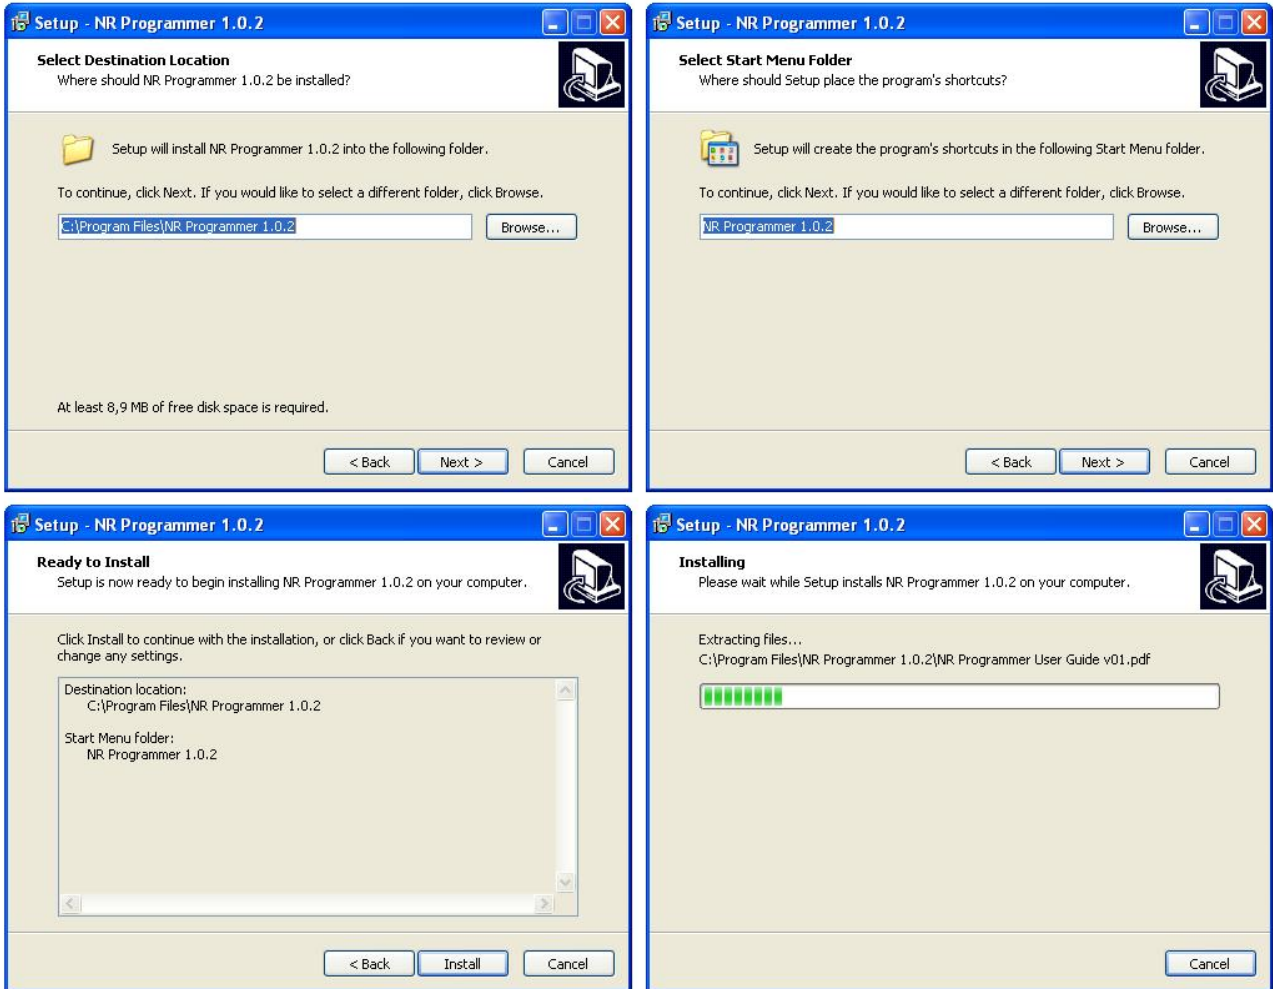 Setup - NR Programmer 1.0.2
Select Destination Location
Where should NR Programmer 1.0.2 be installed?
Setup will install NR Programmer 1.0.2 into the following folder.
To continue, click Next. If you would like to select a different folder, click Browse.
C:\Program Files\NR Programmer 1.0.2
Browse...
At least 8,9 MB of free disk space is required.
< Back
Next >
Cancel
Setup - NR Programmer 1.0.2
Select Start Menu Folder
Where should Setup place the program's shortcuts?
Setup will create the program's shortcuts in the following Start Menu folder.
To continue, click Next. If you would like to select a different folder, click Browse.
NR Programmer 1.0.2
Browse...
< Back
Next >
Cancel
Setup - NR Programmer 1.0.2
Ready to Install
Setup is now ready to begin installing NR Programmer 1.0.2 on your computer.
Click Install to continue with the installation, or click Back if you want to review or
change any settings.
Destination location:
C:\Program Files\NR Programmer 1.0.2
Start Menu folder:
NR Programmer 1.0.2
< Back
Install
Cancel
Setup - NR Programmer 1.0.2
Installing
Please wait while Setup installs NR Programmer 1.0.2 on your computer.
Extracting files...
C:\Program Files\NR Programmer 1.0.2\NR Programmer User Guide v01.pdf
Cancel